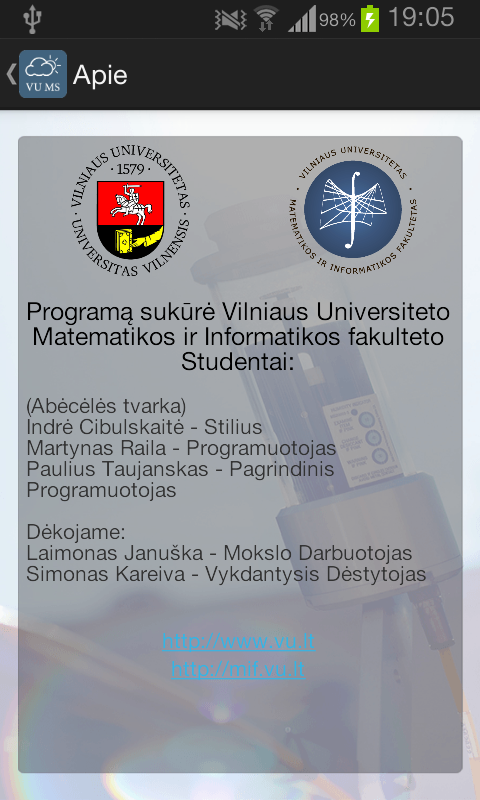 98%
19:05
VU MS
Apie
VILNIAUS UNIVERSITETAS
· 1579 ·
UNIVERSITAS VILNENSIS
VILNIAUS UNIVERSITETAS
MATEMATIKOS IR INFORMATIKOS FAKULTETAS
Programą sukūrė Vilniaus Universiteto
Matematikos ir Informatikos fakulteto
Studentai:
(Abėcėlės tvarka)
Indrė Cibulskaitė - Stilius
Martynas Raila - Programuotojas
Paulius Taujanskas - Pagrindinis
Programuotojas
Dėkojame:
Laimonas Januška - Mokslo Darbuotojas
Simonas Kareiva - Vykdantysis Dėstytojas
http://www.vu.lt
http://mif.vu.lt